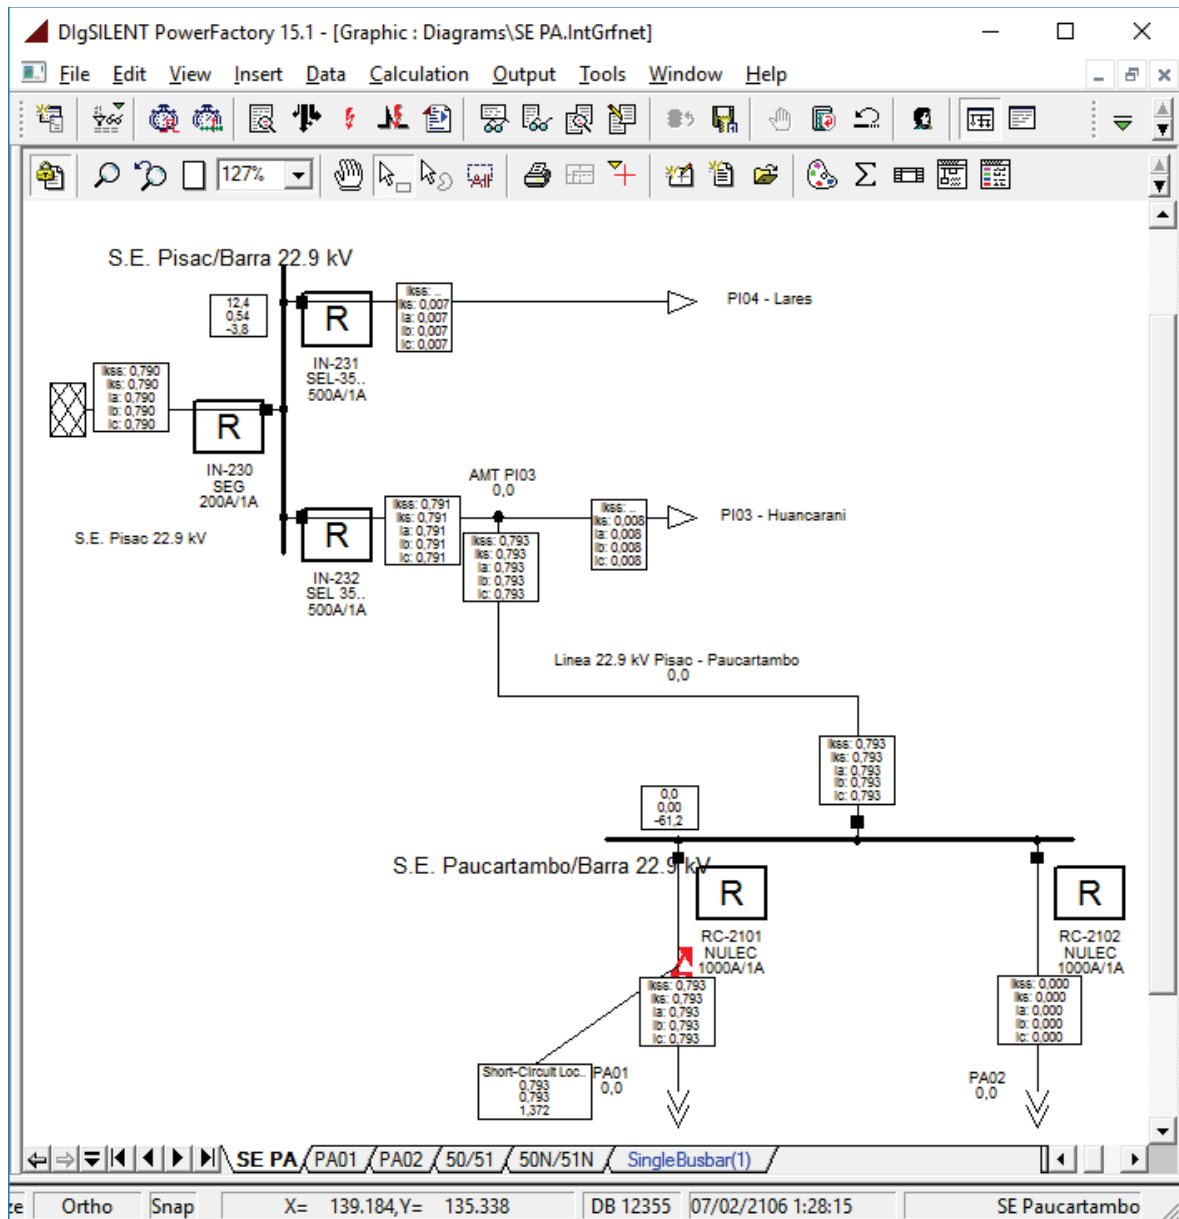 DIgSILENT PowerFactory 15.1 - [Graphic : Diagrams\SE PA.IntGrfnet]
File Edit View Insert Data Calculation Output Tools Window Help
127%
S.E. Pisac/Barra 22.9 kV
12,4
0,54
-3,8
R
IN-231
SEL-35..
500A/1A
Ikss: ..
Iks: 0,007
Ia: 0,007
Ib: 0,007
Ic: 0,007
PI04 - Lares
Ikss: 0,790
Iks: 0,790
Ia: 0,790
Ib: 0,790
Ic: 0,790
R
IN-230
SEG
200A/1A
S.E. Pisac 22.9 kV
R
IN-232
SEL 35..
500A/1A
Ikss: 0,791
Iks: 0,791
Ia: 0,791
Ib: 0,791
Ic: 0,791
AMT PI03
0,0
Ikss: 0,793
Iks: 0,793
Ia: 0,793
Ib: 0,793
Ic: 0,793
Ikss: ..
Iks: 0,008
Ia: 0,008
Ib: 0,008
Ic: 0,008
PI03 - Huancarani
Linea 22.9 kV Pisac - Paucartambo
0,0
Ikss: 0,793
Iks: 0,793
Ia: 0,793
Ib: 0,793
Ic: 0,793
0,0
0,00
-61,2
S.E. Paucartambo/Barra 22.9 kV
R
RC-2101
NULEC
1000A/1A
R
RC-2102
NULEC
1000A/1A
Ikss: 0,793
Iks: 0,793
Ia: 0,793
Ib: 0,793
Ic: 0,793
Ikss: 0,000
Iks: 0,000
Ia: 0,000
Ib: 0,000
Ic: 0,000
Short-Circuit Loc..
0,793
0,793
1,372
PA01
0,0
PA02
0,0
SE PA PA01 PA02 50/51 50N/51N SingleBusbar(1)
ze Ortho Snap X= 139.184,Y= 135.338 DB 12355 07/02/2106 1:28:15 SE Paucartambo